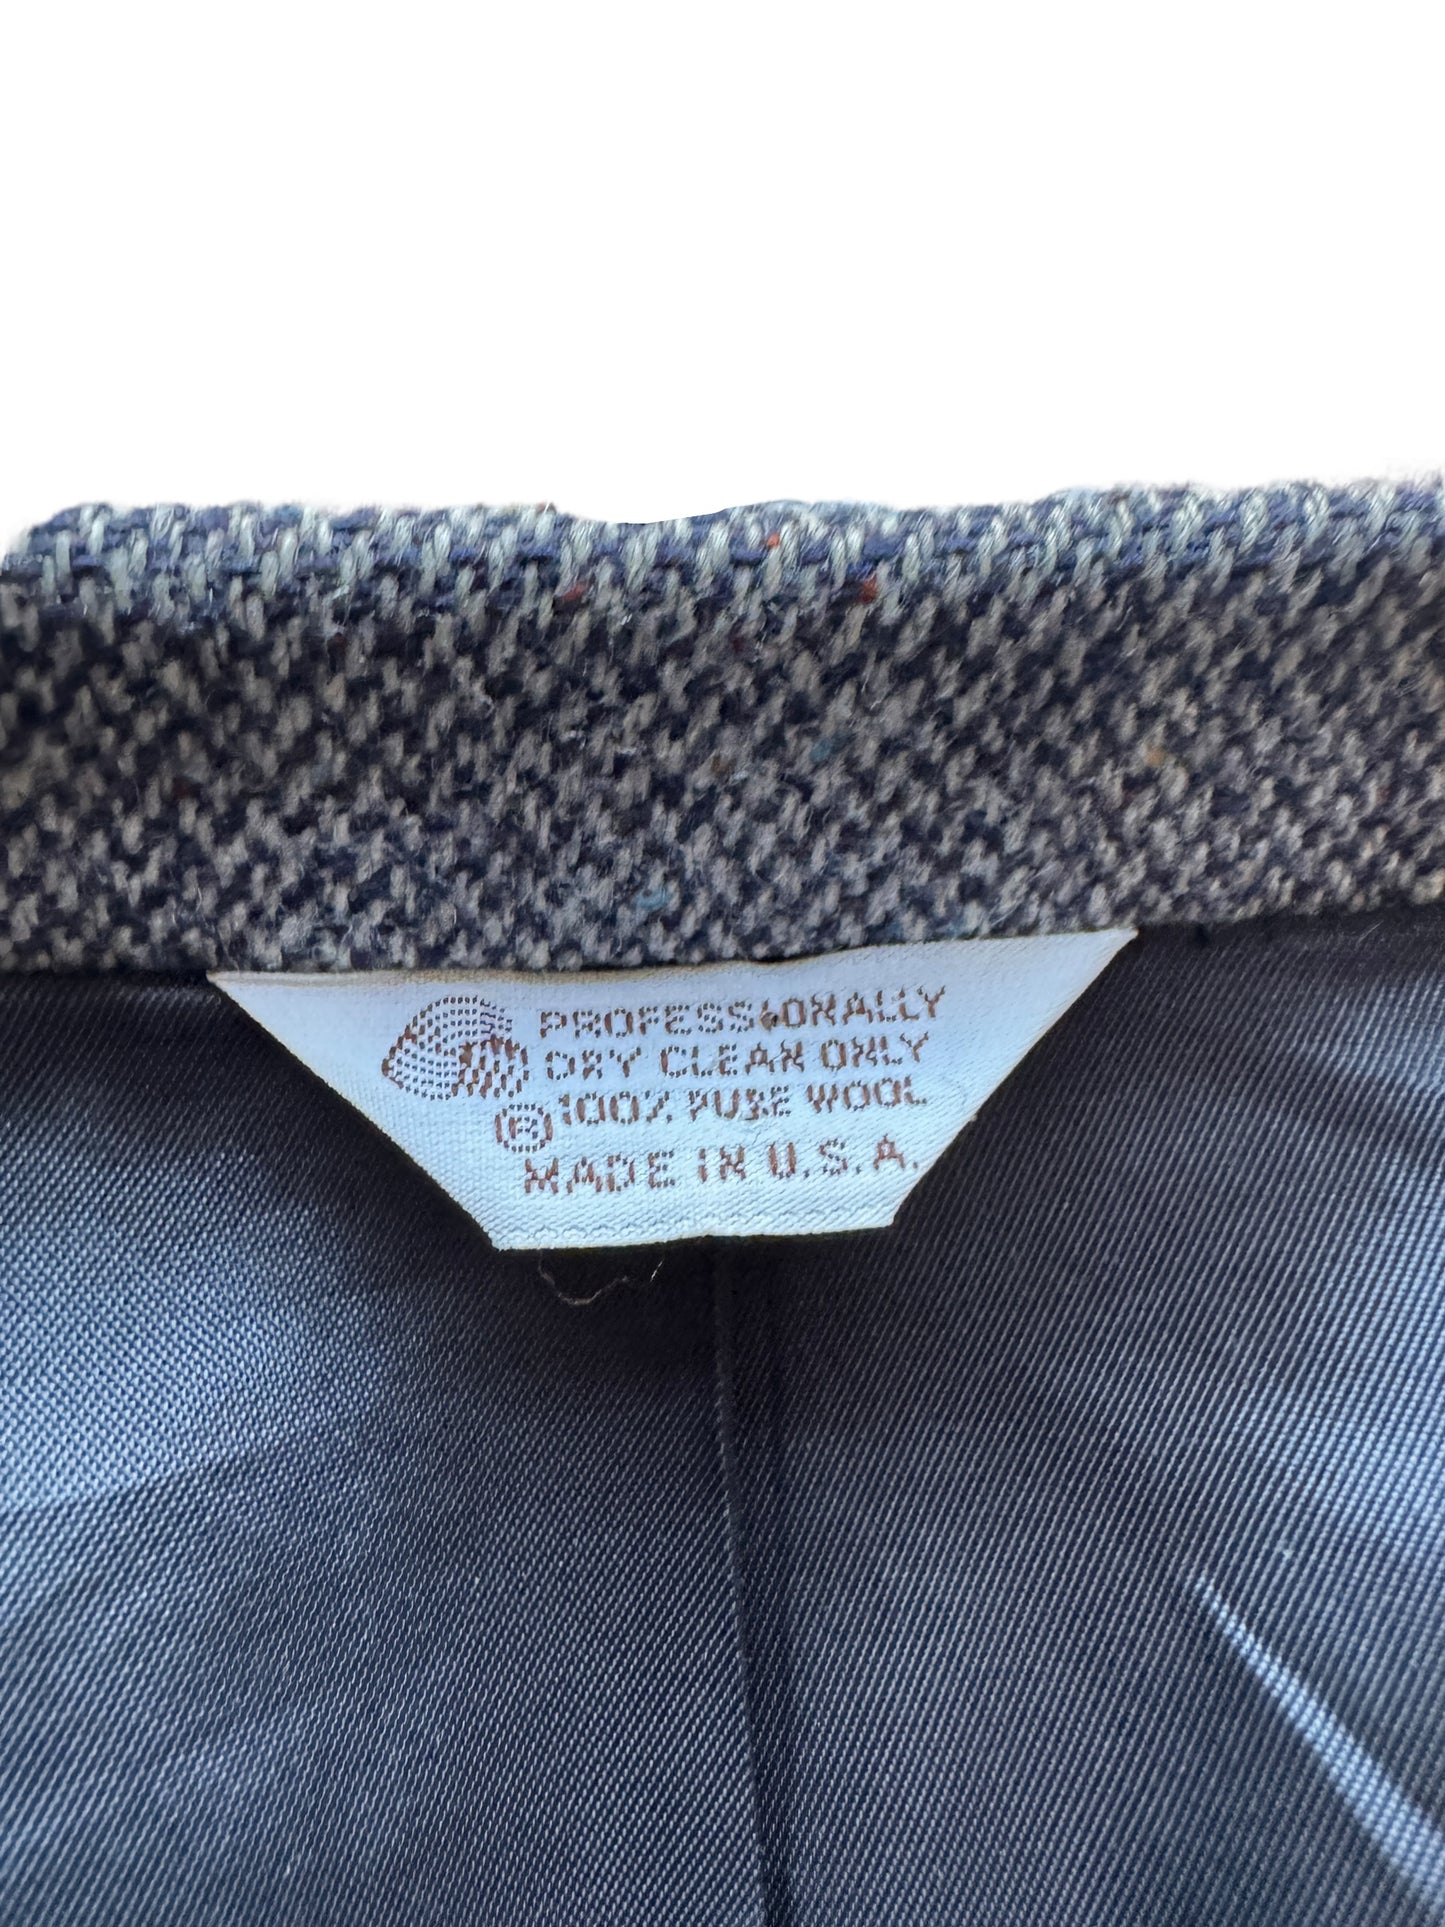 PROFESSIONALLY
DRY CLEAN ONLY
® 100% PURE WOOL
MADE IN U.S.A.